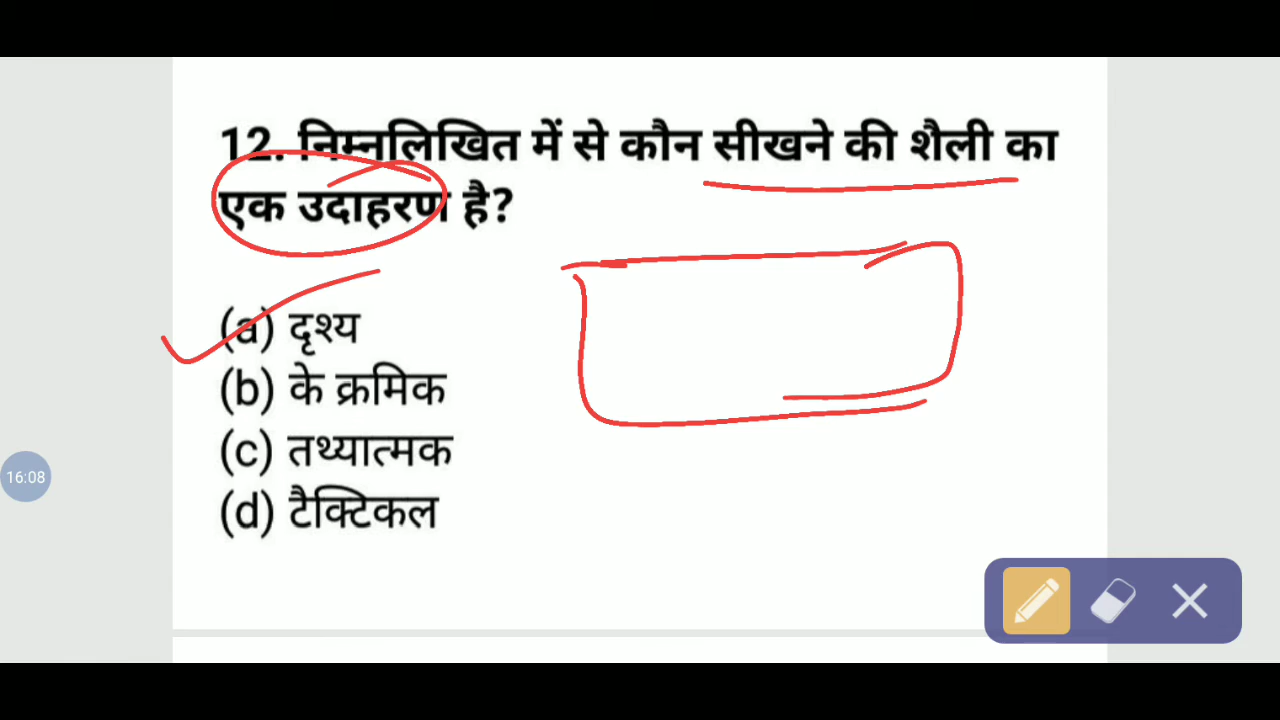 12. निम्नलिखित में से कौन सीखने की शैली का
एक उदाहरण है?
(a) दृश्य
(b) के क्रमिक
(c) तथ्यात्मक
(d) टैक्टिकल
16:08